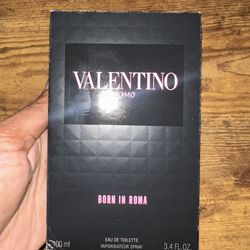 VALENTINO
UOMO
BORN IN ROMA
EAU DE TOILETTE
100 ml VAPORISATEUR SPRAY 3.4 FL.OZ